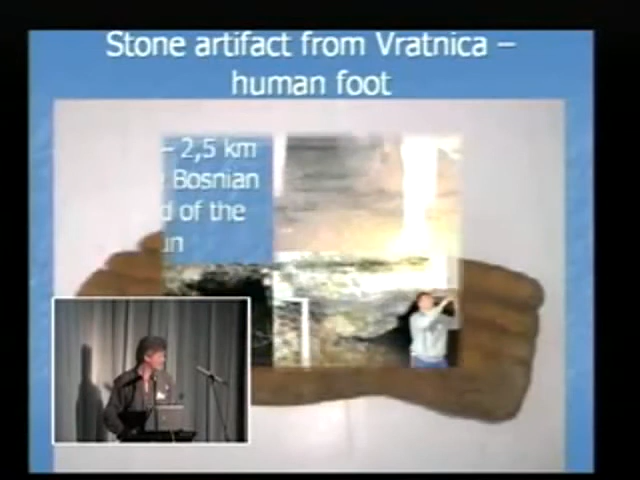 Stone artifact from Vratnica –
human foot
– 2,5 km
Bosnian
of the